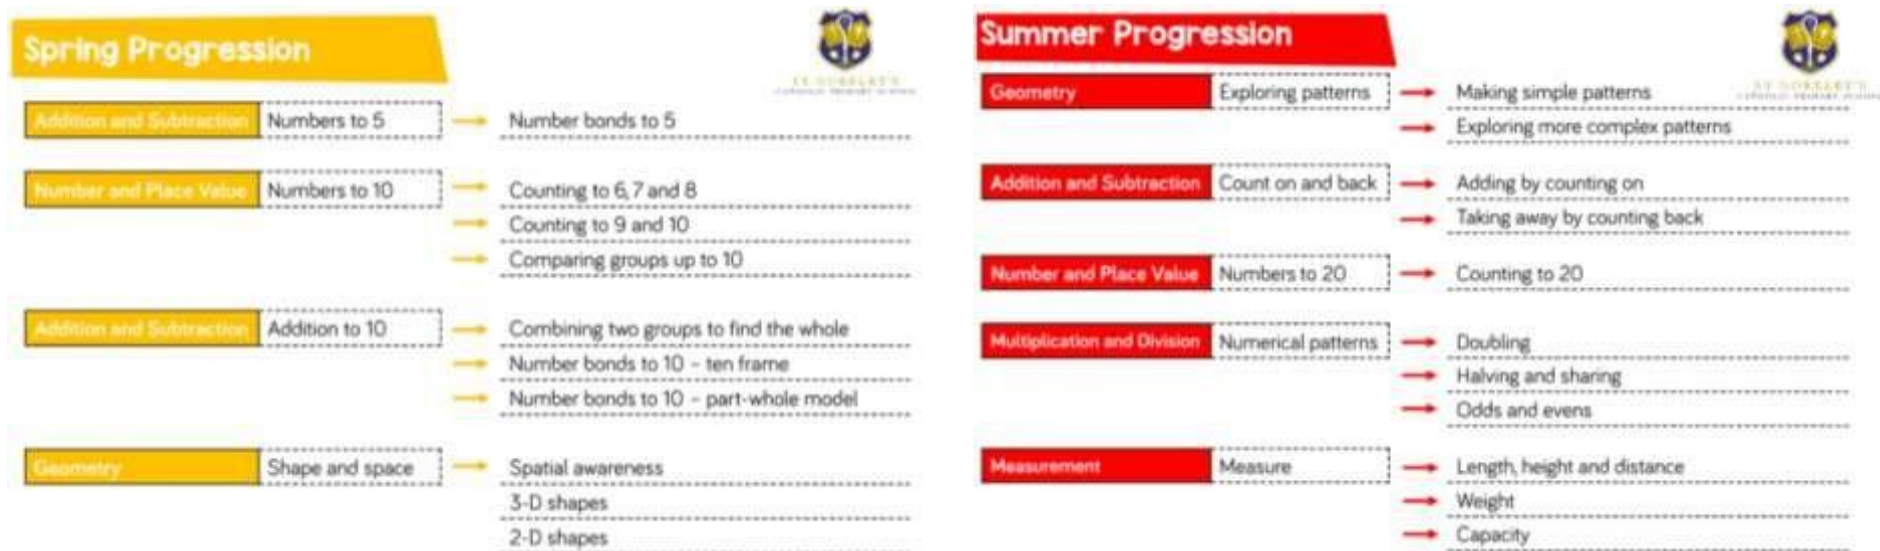 Spring Progression
Addition and Subtraction Numbers to 5 Number bonds to 5
Number and Place Value Numbers to 10 Counting to 6, 7 and 8
Counting to 9 and 10
Comparing groups up to 10
Addition and Subtraction Addition to 10 Combining two groups to find the whole
Number bonds to 10 - ten frame
Number bonds to 10 - part-whole model
Geometry Shape and space Spatial awareness
3-D shapes
2-D shapes
Summer Progression
Geometry Exploring patterns Making simple patterns
Exploring more complex patterns
Addition and Subtraction Count on and back Adding by counting on
Taking away by counting back
Number and Place Value Numbers to 20 Counting to 20
Multiplication and Division Numerical patterns Doubling
Halving and sharing
Odds and evens
Measurement Measure Length, height and distance
Weight
Capacity